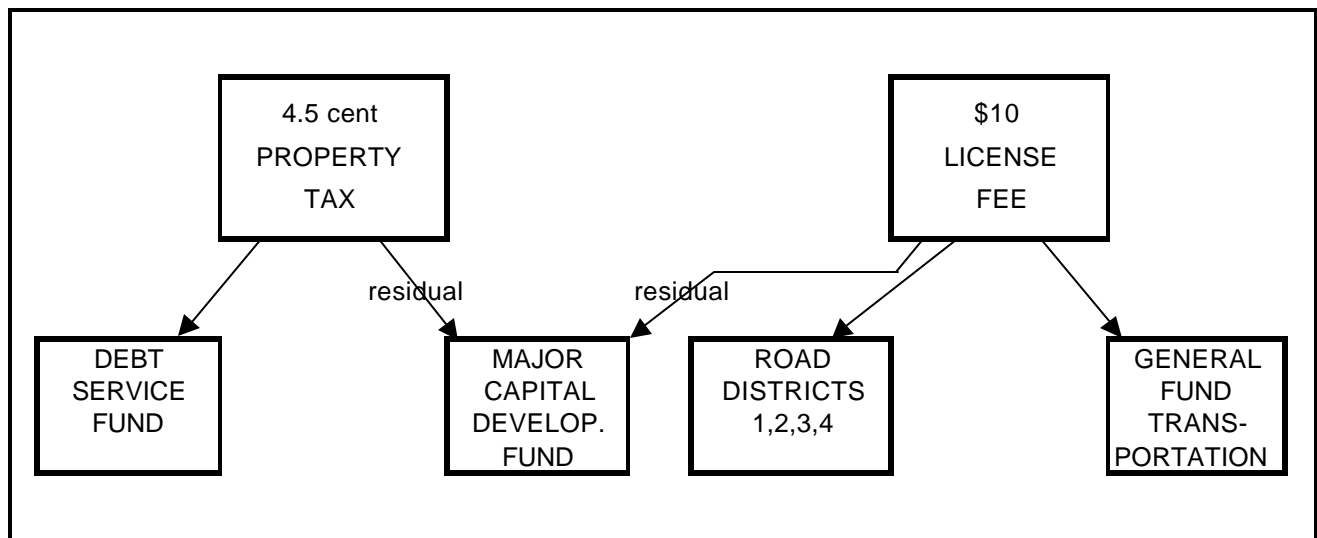 4.5 cent
PROPERTY
TAX
$10
LICENSE
FEE
residual
residual
DEBT
SERVICE
FUND
MAJOR
CAPITAL
DEVELOP.
FUND
ROAD
DISTRICTS
1,2,3,4
GENERAL
FUND
TRANS-
PORTATION